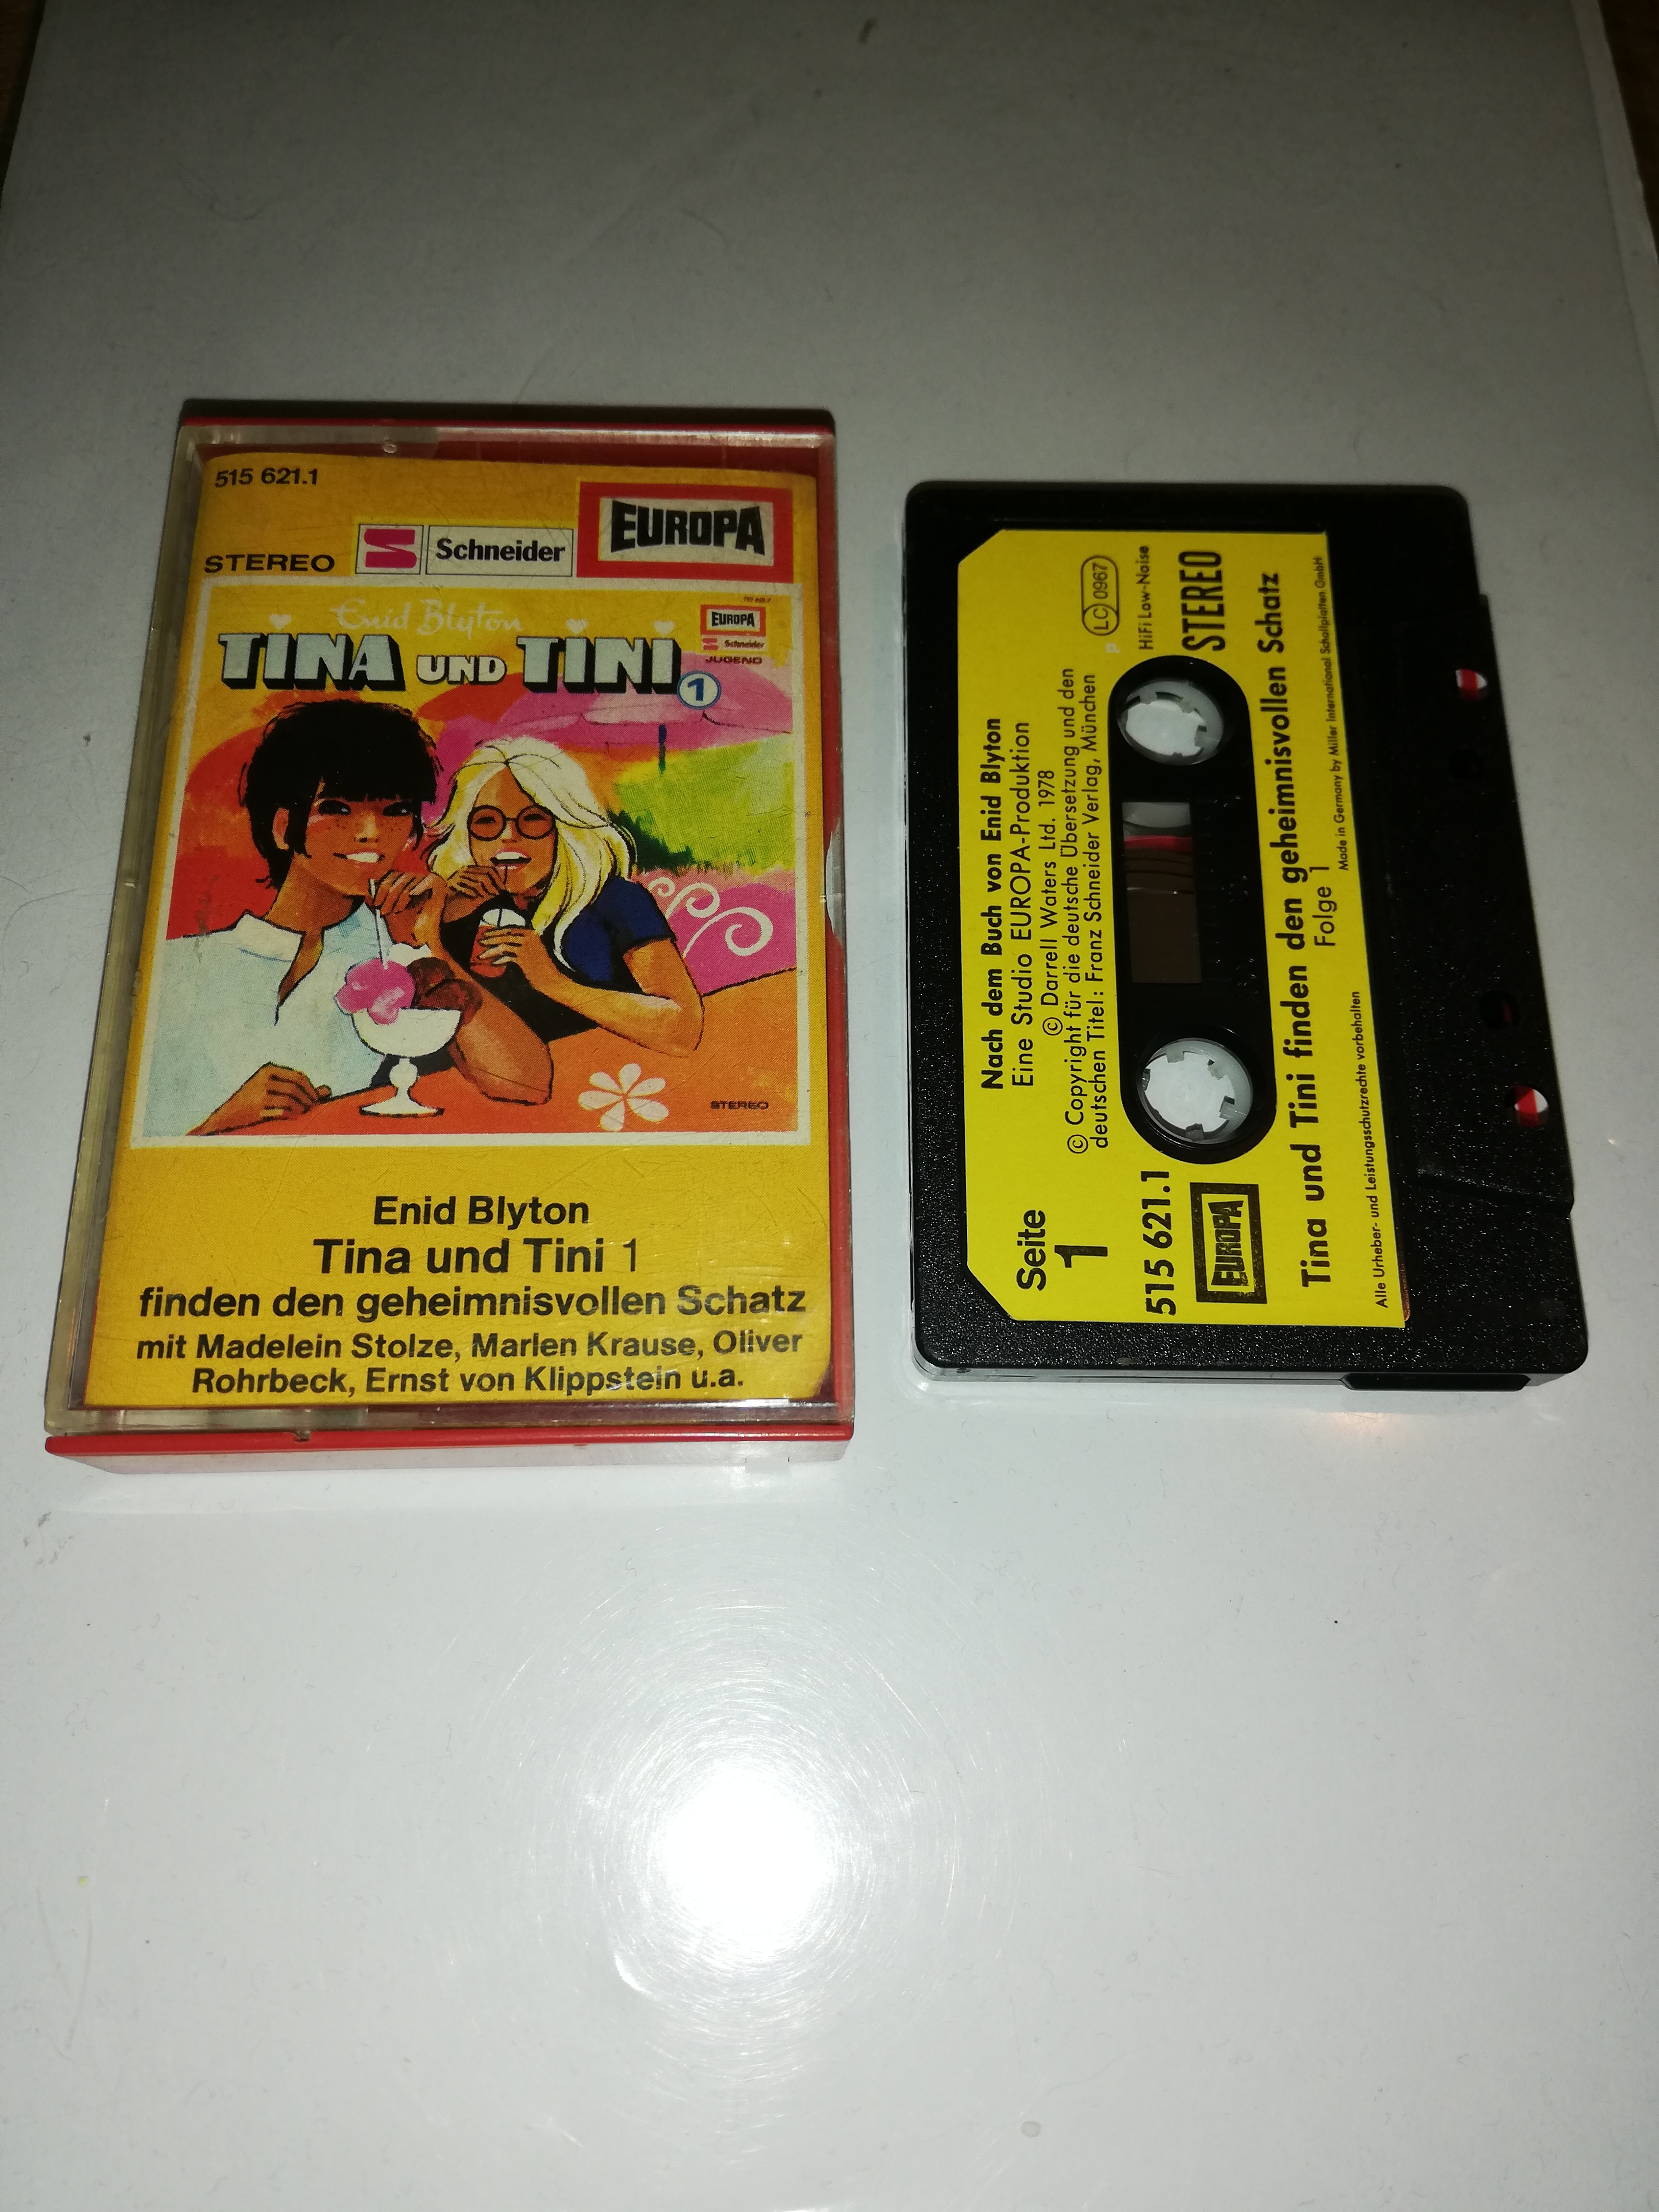 515 621.1
STEREO
Schneider
EUROPA
Enid Blyton
TINA UND TINI
1
EUROPA
Schneider
JUGEND
STEREO
Enid Blyton
Tina und Tini 1
finden den geheimnisvollen Schatz
mit Madelein Stolze, Marlen Krause, Oliver
Rohrbeck, Ernst von Klippstein u.a.
Seite
1
Nach dem Buch von Enid Blyton
Eine Studio EUROPA-Produktion
© Darrell Waters Ltd. 1978
© Copyright für die deutsche Übersetzung und den
deutschen Titel: Franz Schneider Verlag, München
P
LC 0967
HiFi Low-Noise
STEREO
515 621.1
EUROPA
Tina und Tini finden den geheimnisvollen Schatz
Folge 1
Made in Germany by Miller International Schallplatten GmbH
Alle Urheber- und Leistungsschutzrechte vorbehalten